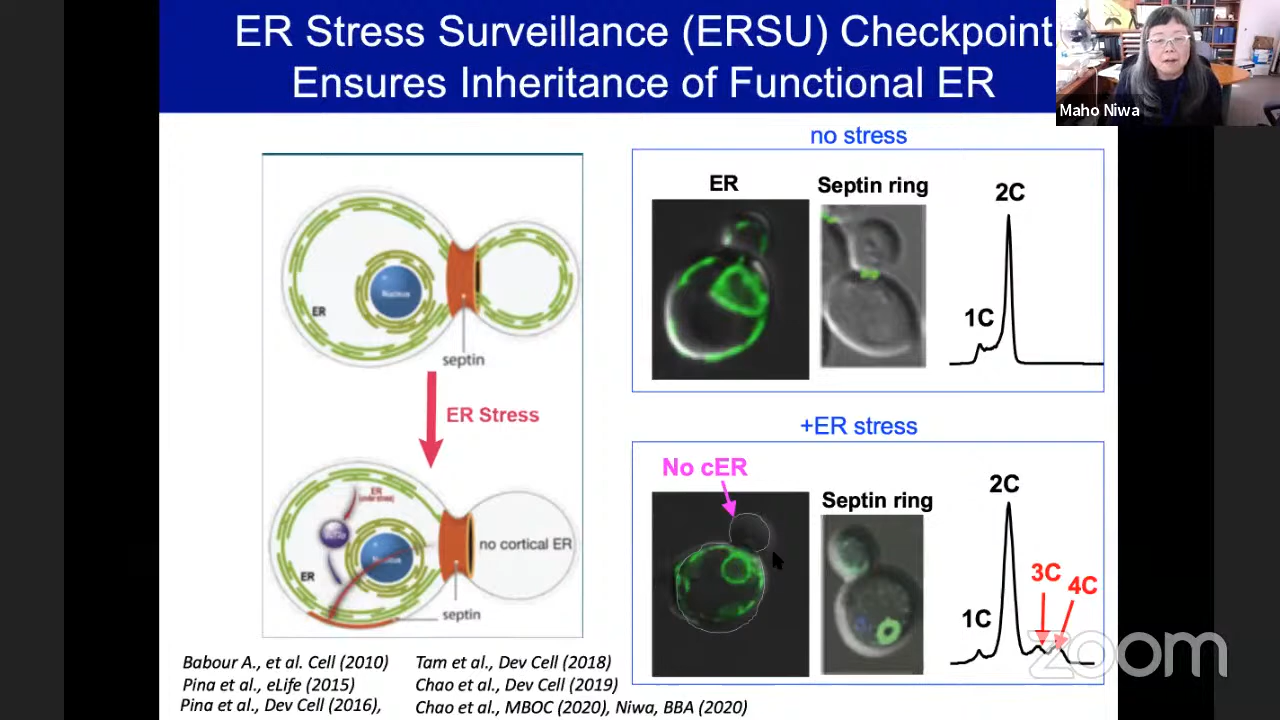 ER Stress Surveillance (ERSU) Checkpoint
Ensures Inheritance of Functional ER
Maho Niwa
Nucleus
ER
septin
ER Stress
ER
no cortical ER
ER
septin
no stress
ER
Septin ring
2C
1C
+ER stress
No cER
Septin ring
2C
3C
4C
1C
Babour A., et al. Cell (2010)
Pina et al., eLife (2015)
Pina et al., Dev Cell (2016),
Tam et al., Dev Cell (2018)
Chao et al., Dev Cell (2019)
Chao et al., MBOC (2020), Niwa, BBA (2020)
zoom